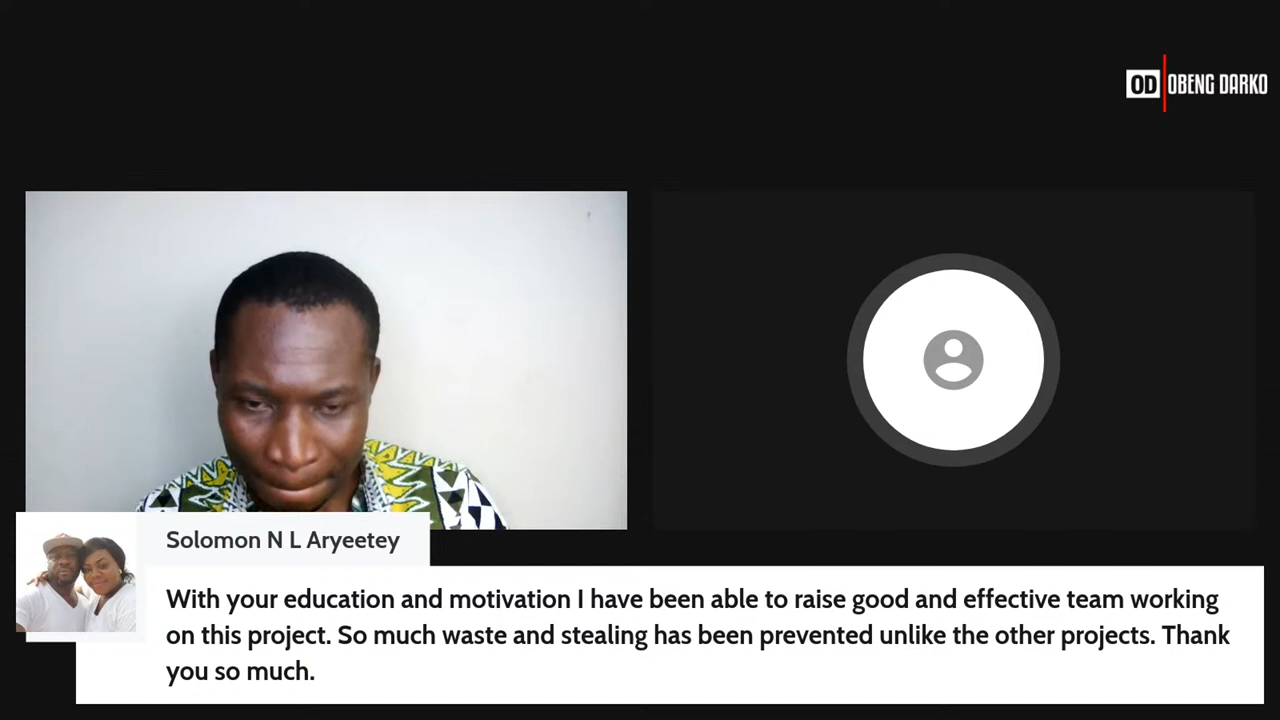 OD OBENG DARKO
Solomon N L Aryeetey
With your education and motivation I have been able to raise good and effective team working
on this project. So much waste and stealing has been prevented unlike the other projects. Thank
you so much.